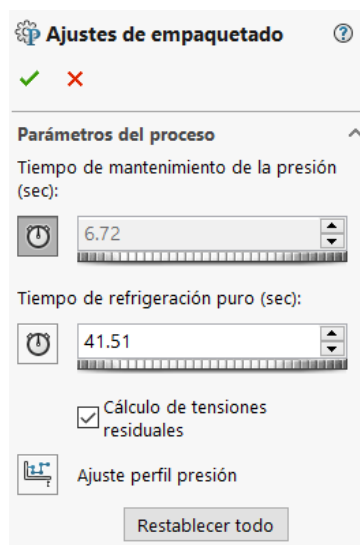 Ajustes de empaquetado
Parámetros del proceso
Tiempo de mantenimiento de la presión
(sec):
6.72
Tiempo de refrigeración puro (sec):
41.51
Cálculo de tensiones
residuales
Ajuste perfil presión
Restablecer todo